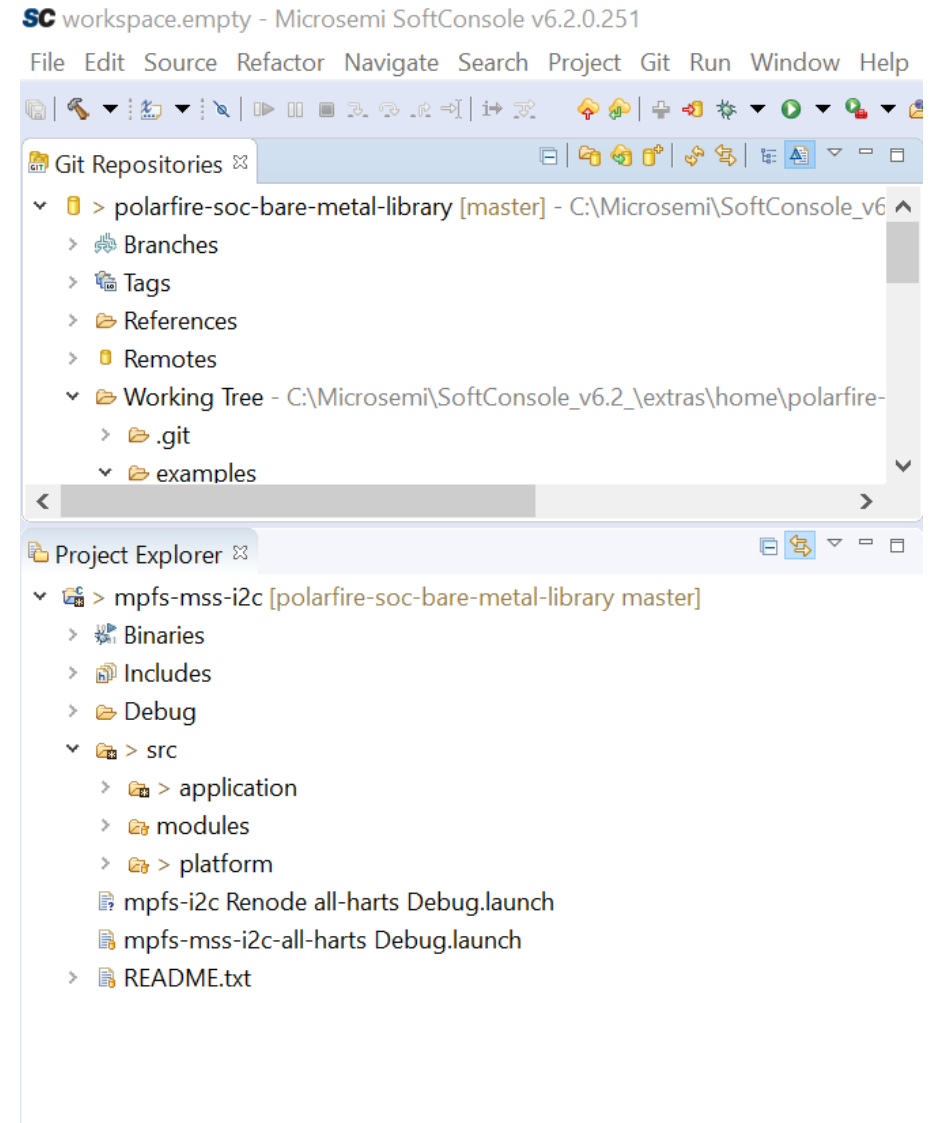 SC workspace.empty - Microsemi SoftConsole v6.2.0.251
File Edit Source Refactor Navigate Search Project Git Run Window Help
Git Repositories
> polarfire-soc-bare-metal-library [master] - C:\Microsemi\SoftConsole_v6
Branches
Tags
References
Remotes
Working Tree - C:\Microsemi\SoftConsole_v6.2_\extras\home\polarfire-
.git
examples
Project Explorer
> mpfs-mss-i2c [polarfire-soc-bare-metal-library master]
Binaries
Includes
Debug
> src
> application
modules
> platform
mpfs-i2c Renode all-harts Debug.launch
mpfs-mss-i2c-all-harts Debug.launch
README.txt